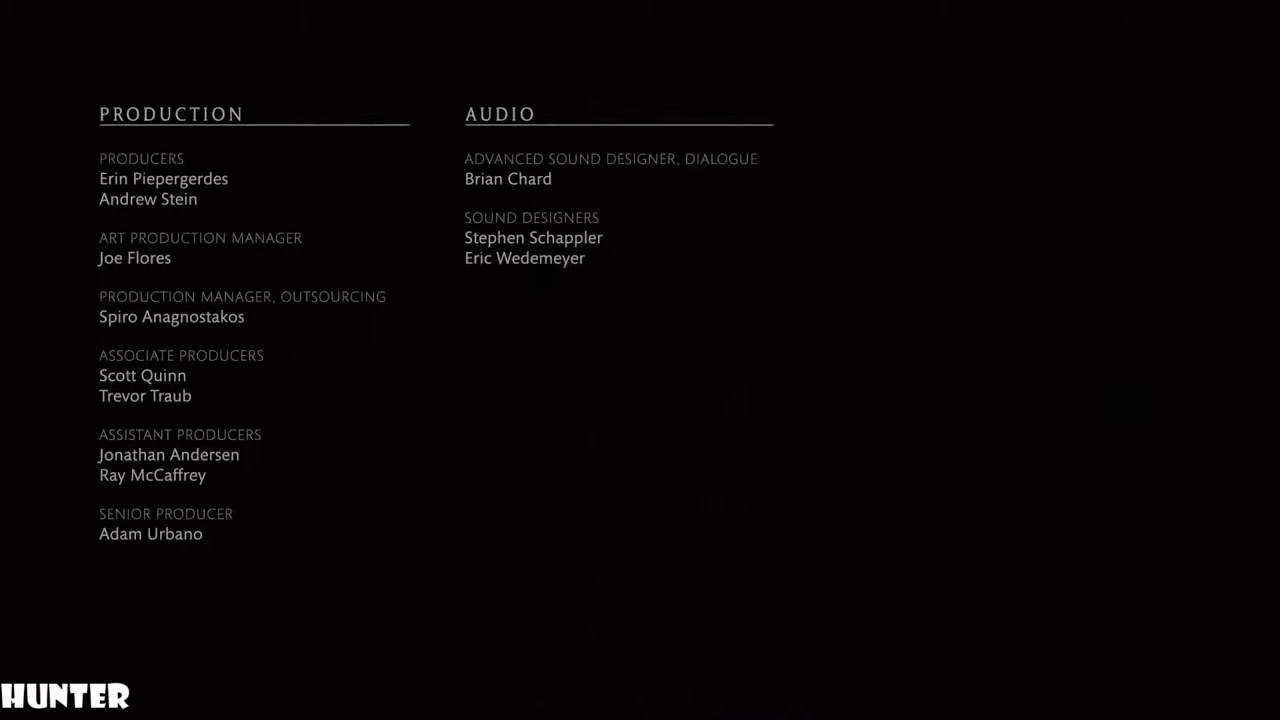 PRODUCTION
PRODUCERS
Erin Piepergerdes
Andrew Stein
ART PRODUCTION MANAGER
Joe Flores
PRODUCTION MANAGER, OUTSOURCING
Spiro Anagnostakos
ASSOCIATE PRODUCERS
Scott Quinn
Trevor Traub
ASSISTANT PRODUCERS
Jonathan Andersen
Ray McCaffrey
SENIOR PRODUCER
Adam Urbano
AUDIO
ADVANCED SOUND DESIGNER, DIALOGUE
Brian Chard
SOUND DESIGNERS
Stephen Schappler
Eric Wedemeyer
HUNTER